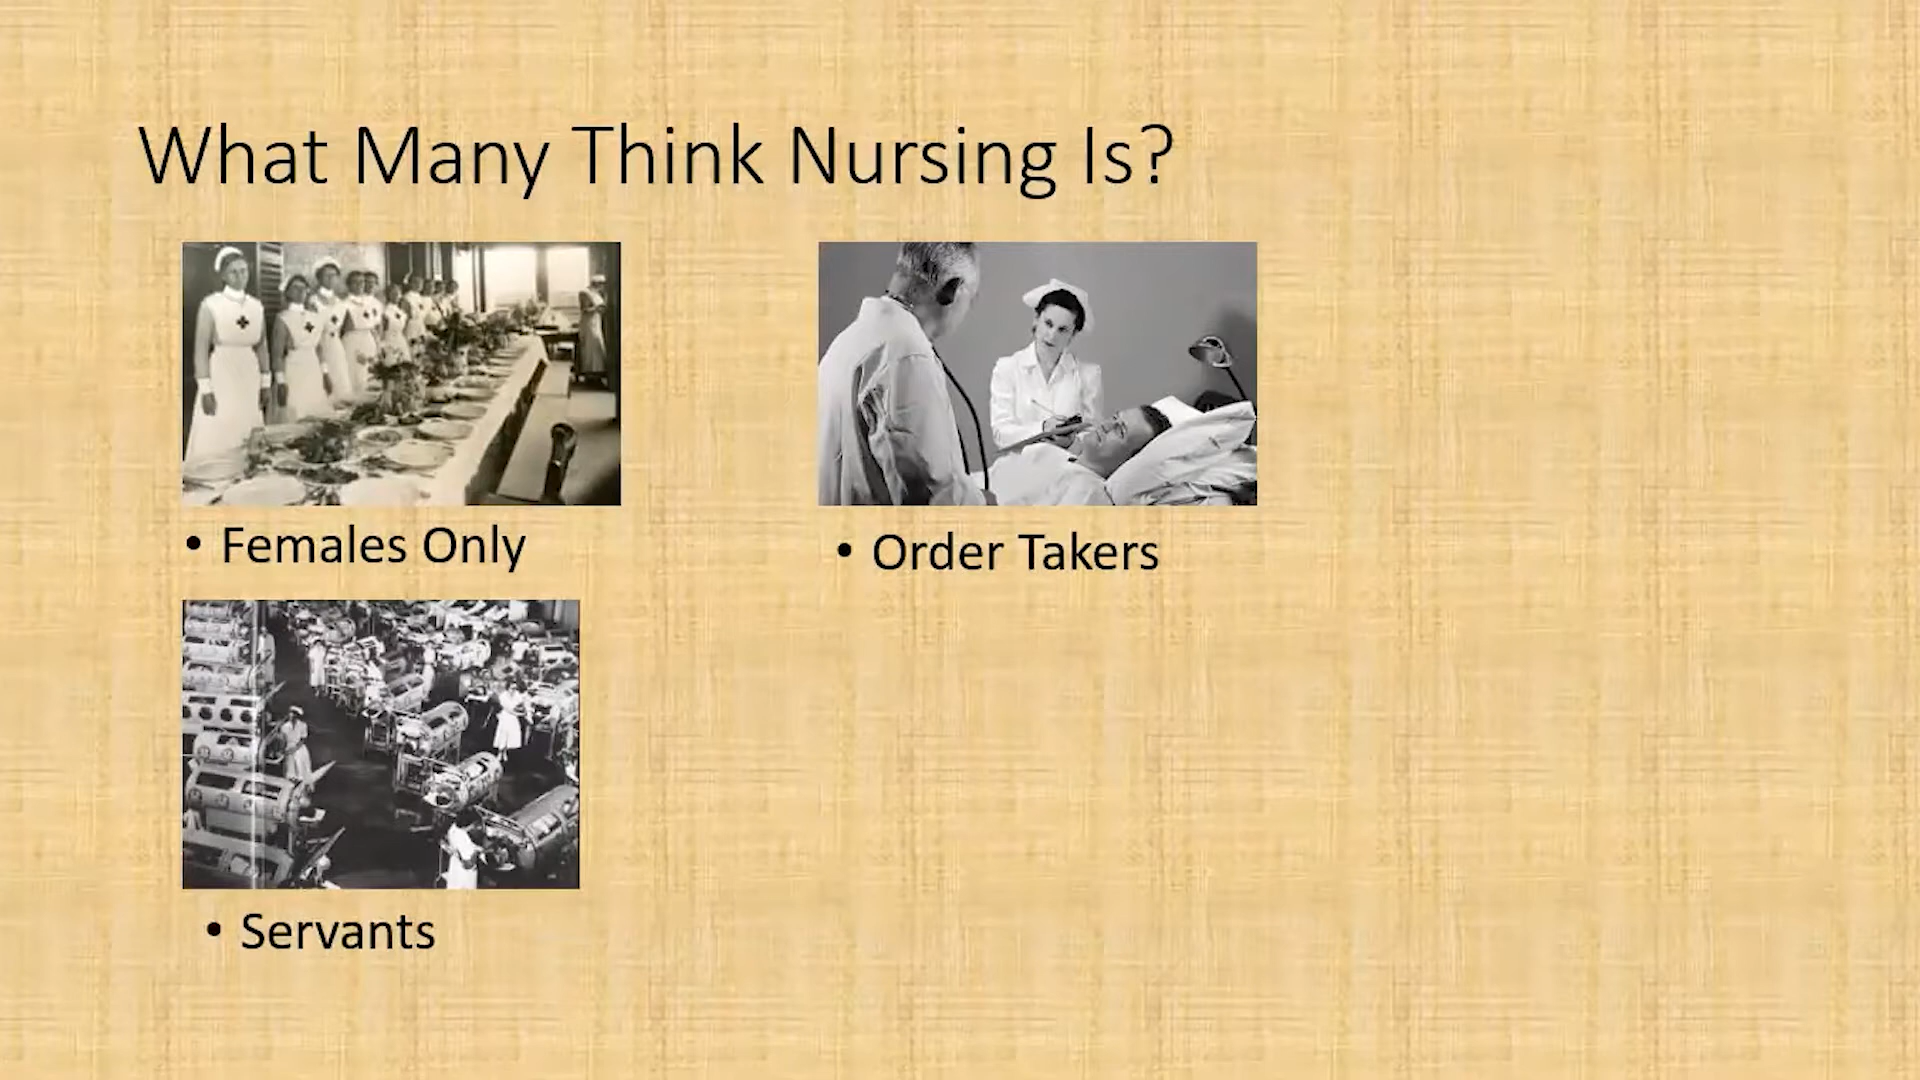 What Many Think Nursing Is?
• Females Only
• Order Takers
• Servants